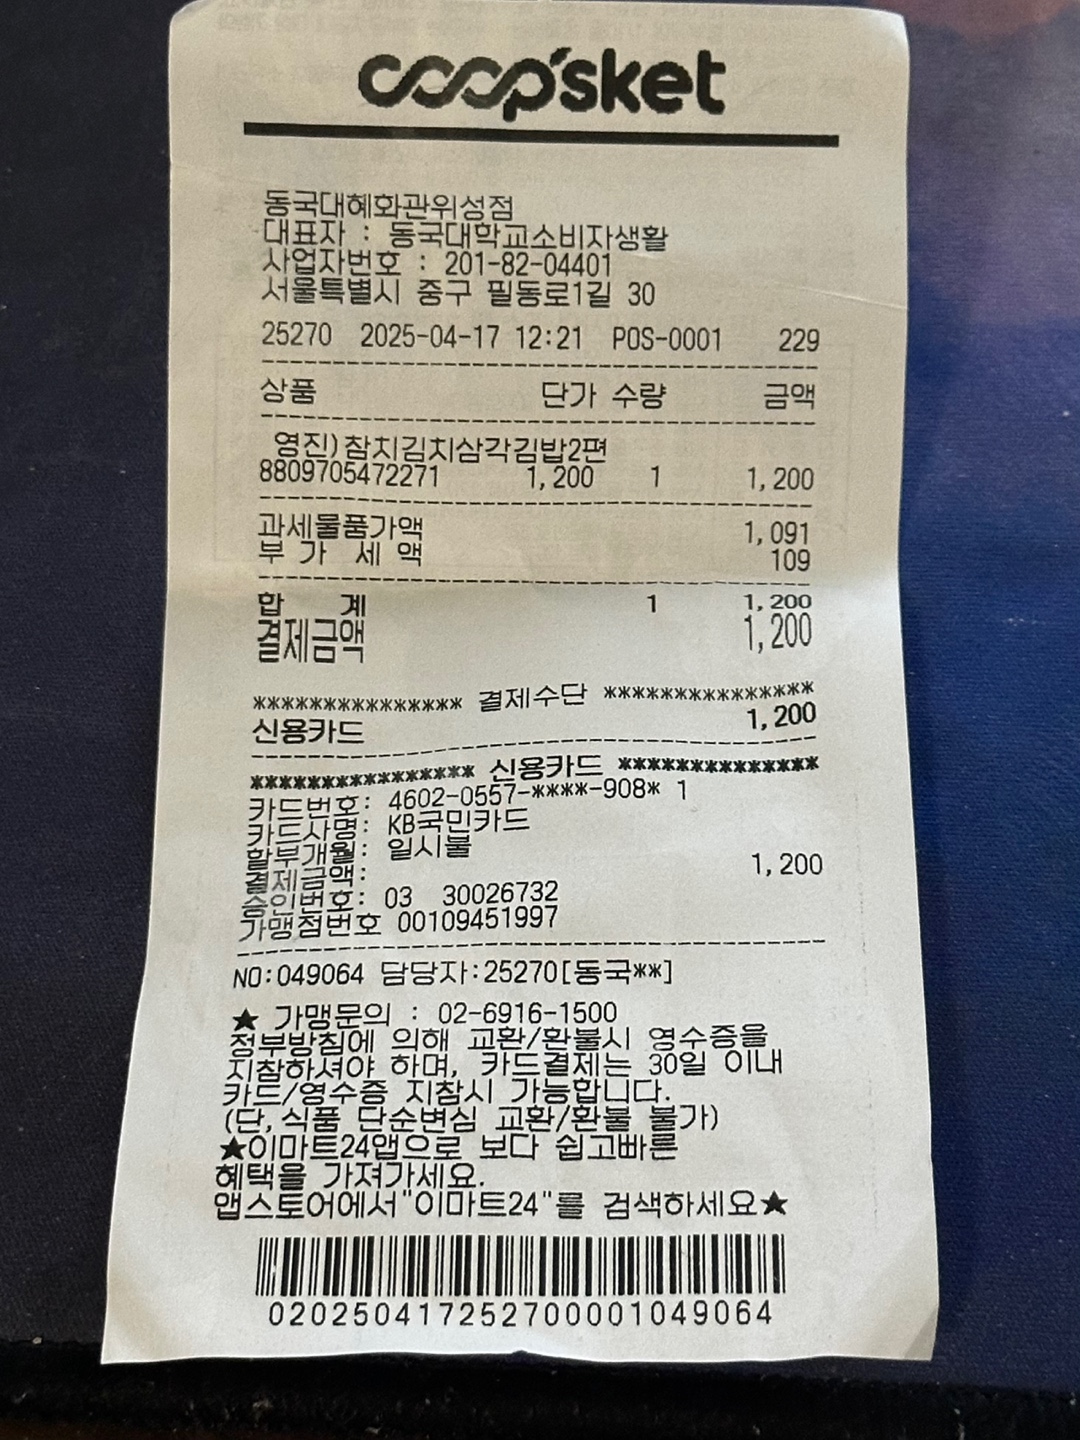 coop'sket
동국대혜화관위성점
대표자 : 동국대학교소비자생활
사업자번호 : 201-82-04401
서울특별시 중구 필동로1길 30
25270 2025-04-17 12:21 POS-0001 229
상품 단가 수량 금액
영진)참치김치삼각김밥2편
8809705472271 1,200 1 1,200
과세물품가액 1,091
부 가 세 액 109
합 계 1 1,200
결제금액 1,200
*************** 결제수단 ***************
신용카드 1,200
**************** 신용카드 **************
카드번호: 4602-0557-****-908* 1
카드사명: KB국민카드
할부개월: 일시불
결제금액: 1,200
승인번호: 03 30026732
가맹점번호 00109451997
NO:049064 담당자:25270[동국**]
★ 가맹문의 : 02-6916-1500
정부방침에 의해 교환/환불시 영수증을
지참하셔야 하며, 카드결제는 30일 이내
카드/영수증 지참시 가능합니다.
(단, 식품 단순변심 교환/환불 불가)
★이마트24앱으로 보다 쉽고빠른
혜택을 가져가세요.
앱스토어에서"이마트24"를 검색하세요★
0202504172527000001049064